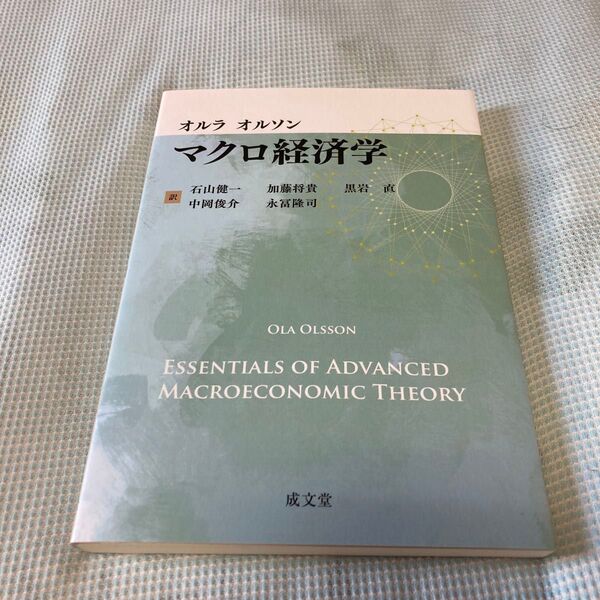 オルラ オルソン
マクロ経済学
訳 石山健一 加藤将貴 黒岩 直
中岡俊介 永冨隆司
OLA OLSSON
ESSENTIALS OF ADVANCED
MACROECONOMIC THEORY
成文堂